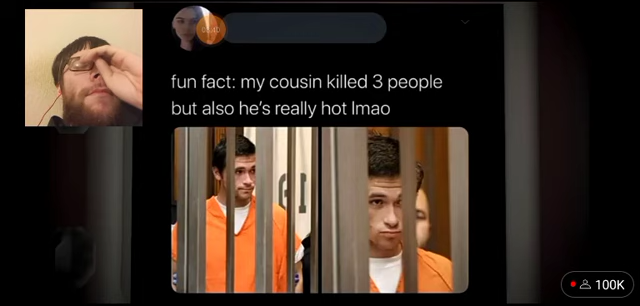 fun fact: my cousin killed 3 people
but also he's really hot lmao
100K